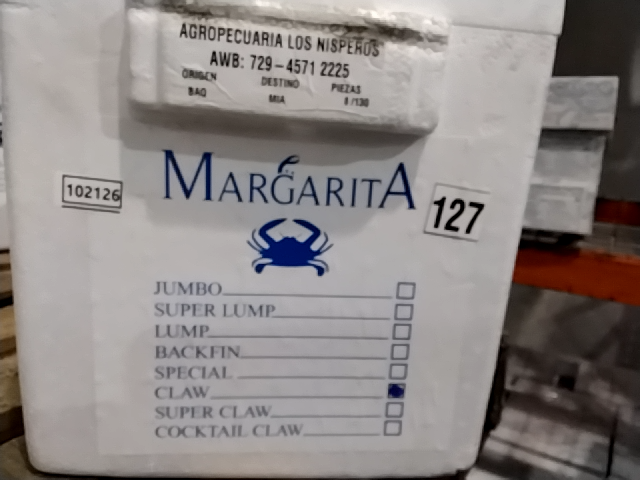 AGROPECUARIA LOS NISPEROS
AWB: 729-4571 2225
ORIGEN DESTINO PIEZAS
BAQ MIA 8/130
MARGARITA
102126
127
JUMBO
SUPER LUMP
LUMP
BACKFIN
SPECIAL
CLAW
SUPER CLAW
COCKTAIL CLAW